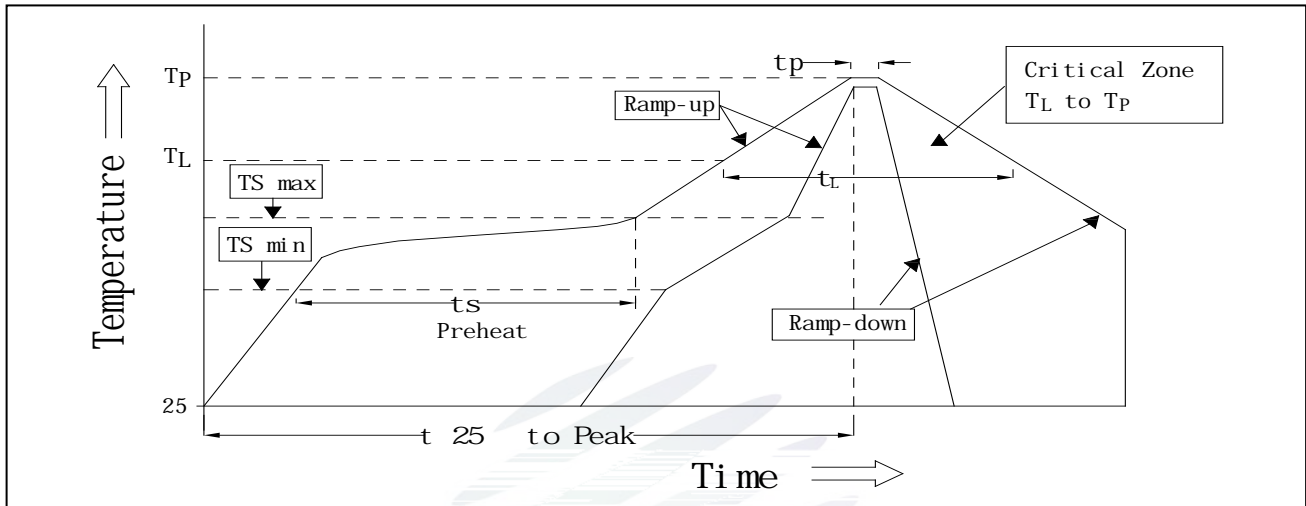 Temperature
TP
TL
TS max
TS min
25
tp
Ramp-up
Critical Zone
TL to TP
tL
ts
Preheat
Ramp-down
t 25 to Peak
Time